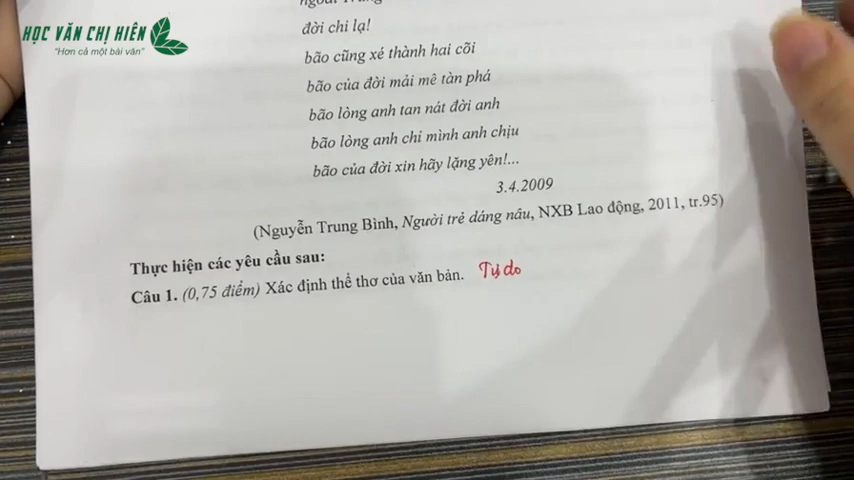 HỌC VĂN CHỊ HIÊN
"Hơn cả một bài văn"
đời chi lạ!
bão cũng xé thành hai cõi
bão của đời mải mê tàn phá
bão lòng anh tan nát đời anh
bão lòng anh chỉ mình anh chịu
bão của đời xin hãy lặng yên!...
3.4.2009
(Nguyễn Trung Bình, Người trẻ dáng nâu, NXB Lao động, 2011, tr.95)
Thực hiện các yêu cầu sau:
Câu 1. (0,75 điểm) Xác định thể thơ của văn bản. Tự do